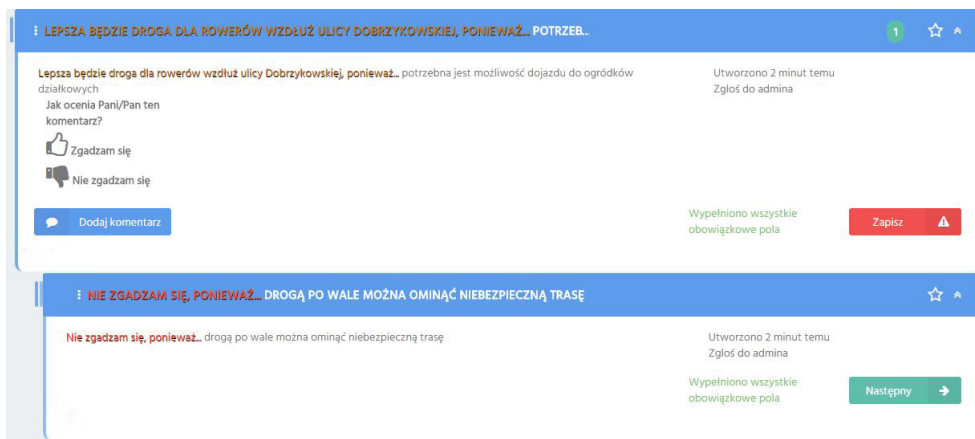 LEPSZA BĘDZIE DROGA DLA ROWERÓW WZDŁUŻ ULICY DOBRZYKOWSKIEJ, PONIEWAŻ... POTRZEB...
1
Lepsza będzie droga dla rowerów wzdłuż ulicy Dobrzykowskiej, ponieważ... potrzebna jest możliwość dojazdu do ogródków
działkowych
Utworzono 2 minut temu
Zgłoś do admina
Jak ocenia Pani/Pan ten
komentarz?
Zgadzam się
Nie zgadzam się
Dodaj komentarz
Wypełniono wszystkie
obowiązkowe pola
Zapisz
NIE ZGADZAM SIĘ, PONIEWAŻ... DROGĄ PO WALE MOŻNA OMINĄĆ NIEBEZPIECZNĄ TRASĘ
Nie zgadzam się, ponieważ... drogą po wale można ominąć niebezpieczną trasę
Utworzono 2 minut temu
Zgłoś do admina
Wypełniono wszystkie
obowiązkowe pola
Następny